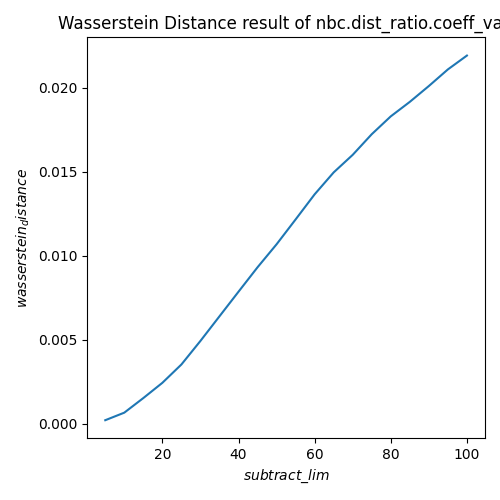 Wasserstein Distance result of nbc.dist_ratio.coeff_va
0.020
0.015
0.010
0.005
0.000
wasserstein_distance
20 40 60 80 100
subtract_lim